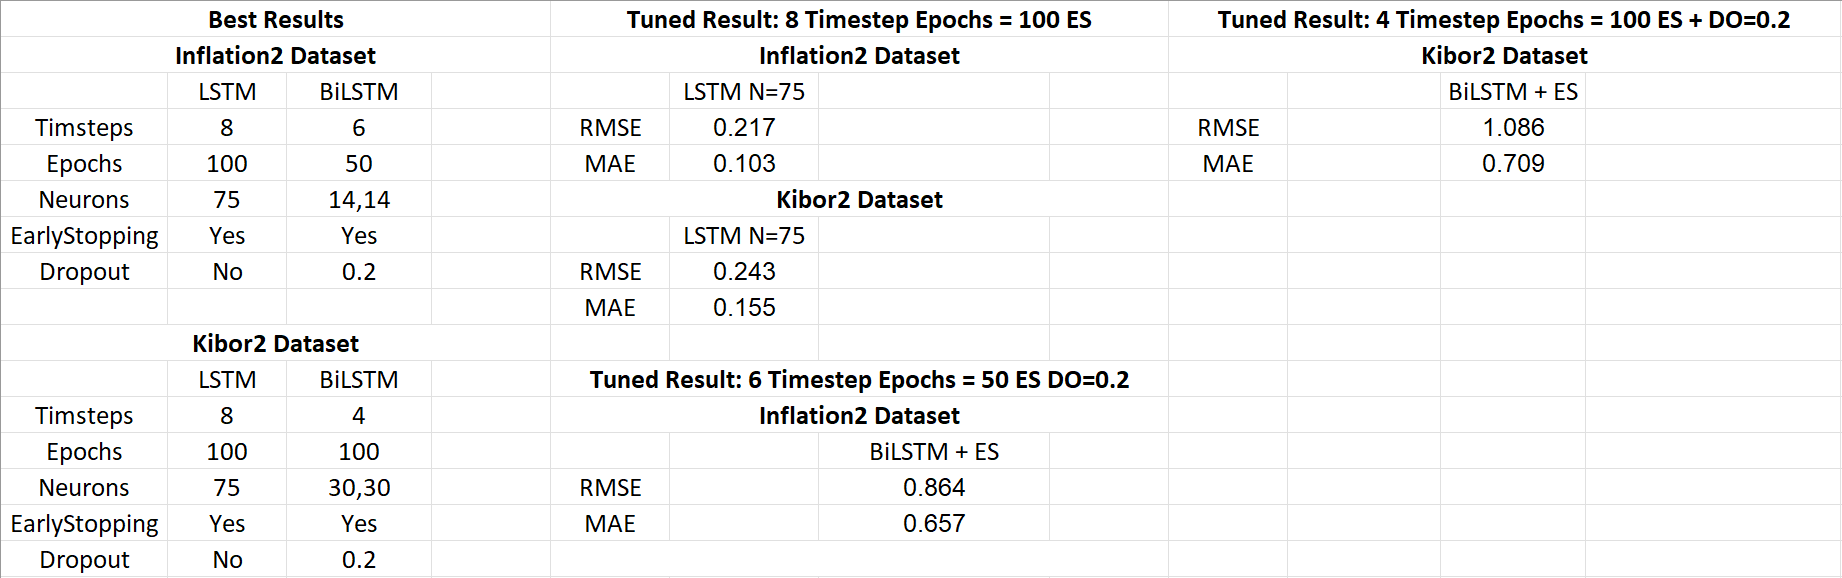 Best Results Tuned Result: 8 Timestep Epochs = 100 ES Tuned Result: 4 Timestep Epochs = 100 ES + DO=0.2
Inflation2 Dataset Inflation2 Dataset Kibor2 Dataset
LSTM BiLSTM LSTM N=75 BiLSTM + ES
Timsteps 8 6 RMSE 0.217 RMSE 1.086
Epochs 100 50 MAE 0.103 MAE 0.709
Neurons 75 14,14 Kibor2 Dataset
EarlyStopping Yes Yes LSTM N=75
Dropout No 0.2 RMSE 0.243
MAE 0.155
Kibor2 Dataset
LSTM BiLSTM Tuned Result: 6 Timestep Epochs = 50 ES DO=0.2
Timsteps 8 4 Inflation2 Dataset
Epochs 100 100 BiLSTM + ES
Neurons 75 30,30 RMSE 0.864
EarlyStopping Yes Yes MAE 0.657
Dropout No 0.2